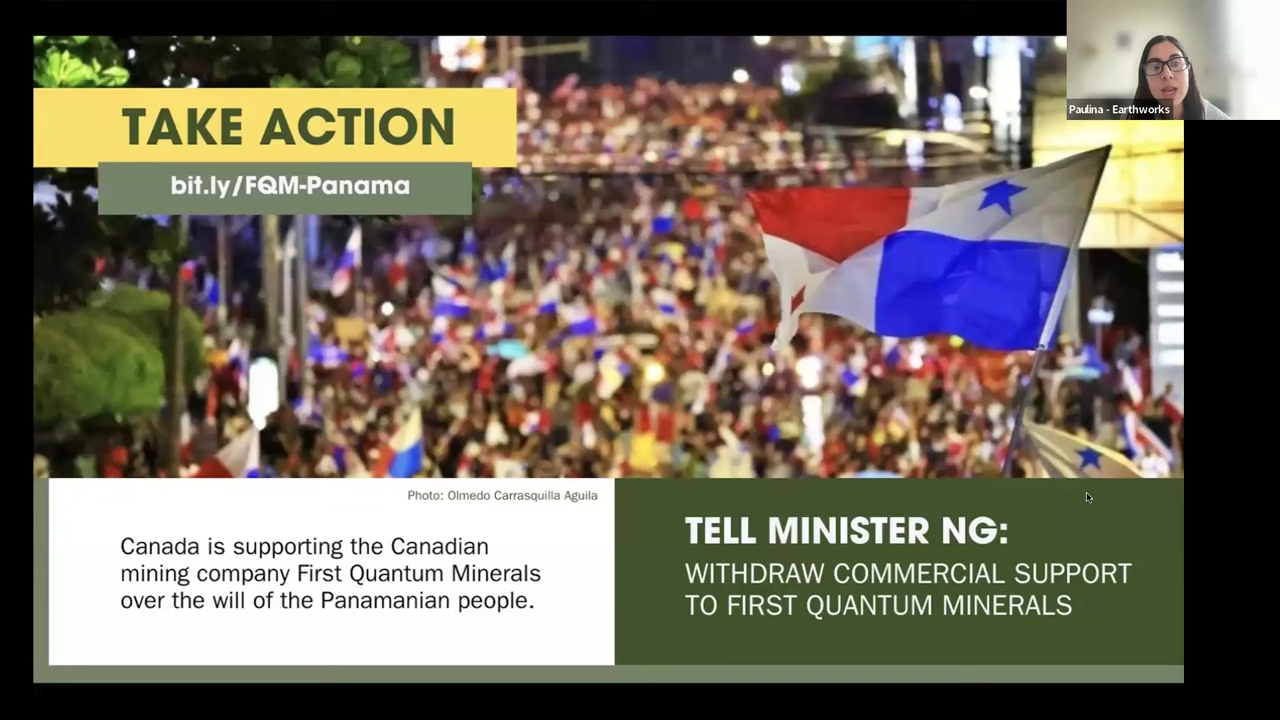 TAKE ACTION
bit.ly/FQM-Panama
Paulina - Earthworks
Photo: Olmedo Carrasquilla Aguila
Canada is supporting the Canadian
mining company First Quantum Minerals
over the will of the Panamanian people.
TELL MINISTER NG:
WITHDRAW COMMERCIAL SUPPORT
TO FIRST QUANTUM MINERALS